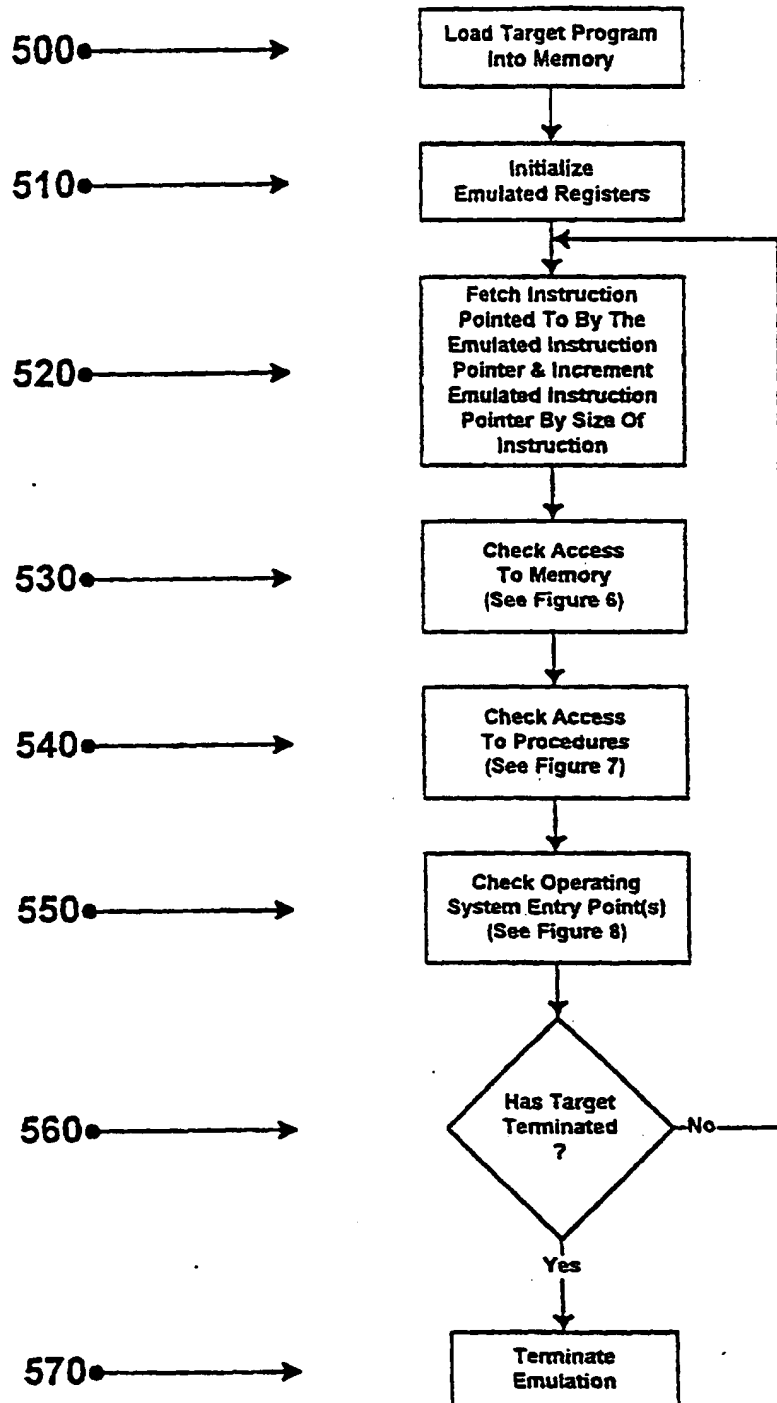 500
Load Target Program
Into Memory
510
Initialize
Emulated Registers
520
Fetch Instruction
Pointed To By The
Emulated Instruction
Pointer & Increment
Emulated Instruction
Pointer By Size Of
Instruction
530
Check Access
To Memory
(See Figure 6)
540
Check Access
To Procedures
(See Figure 7)
550
Check Operating
System Entry Point(s)
(See Figure 8)
560
Has Target
Terminated
?
No
Yes
570
Terminate
Emulation